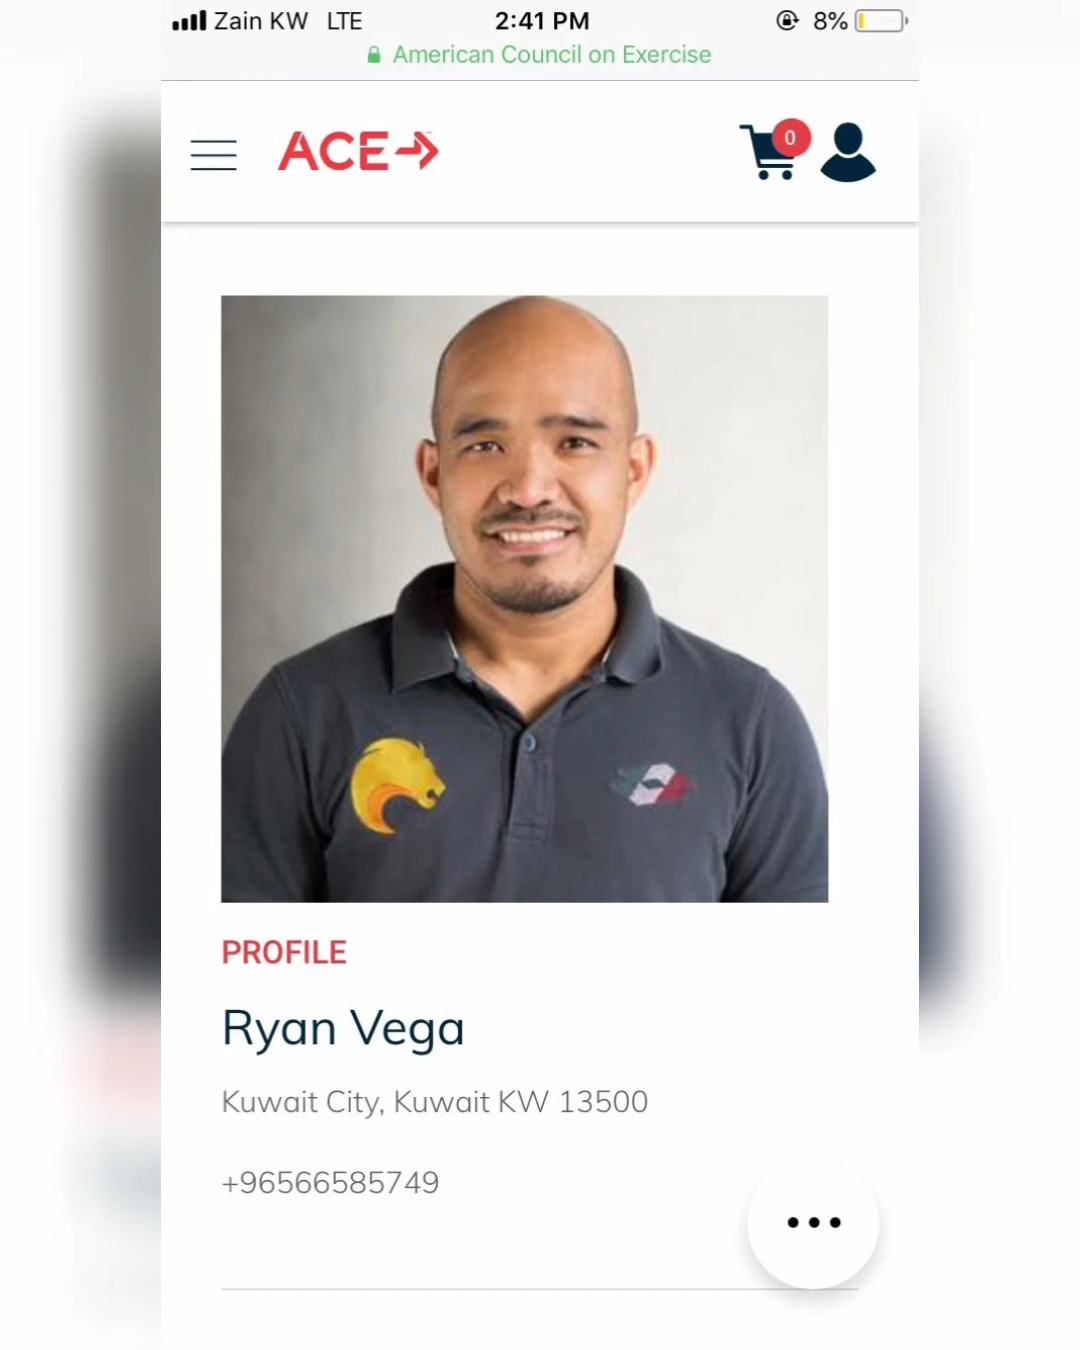 Zain KW LTE 2:41 PM 8%
American Council on Exercise
ACE
0
PROFILE
Ryan Vega
Kuwait City, Kuwait KW 13500
+96566585749